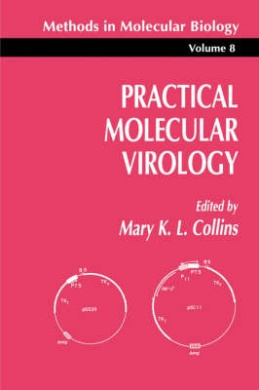 Methods in Molecular Biology
Volume 8
PRACTICAL
MOLECULAR
VIROLOGY
Edited by
Mary K. L. Collins